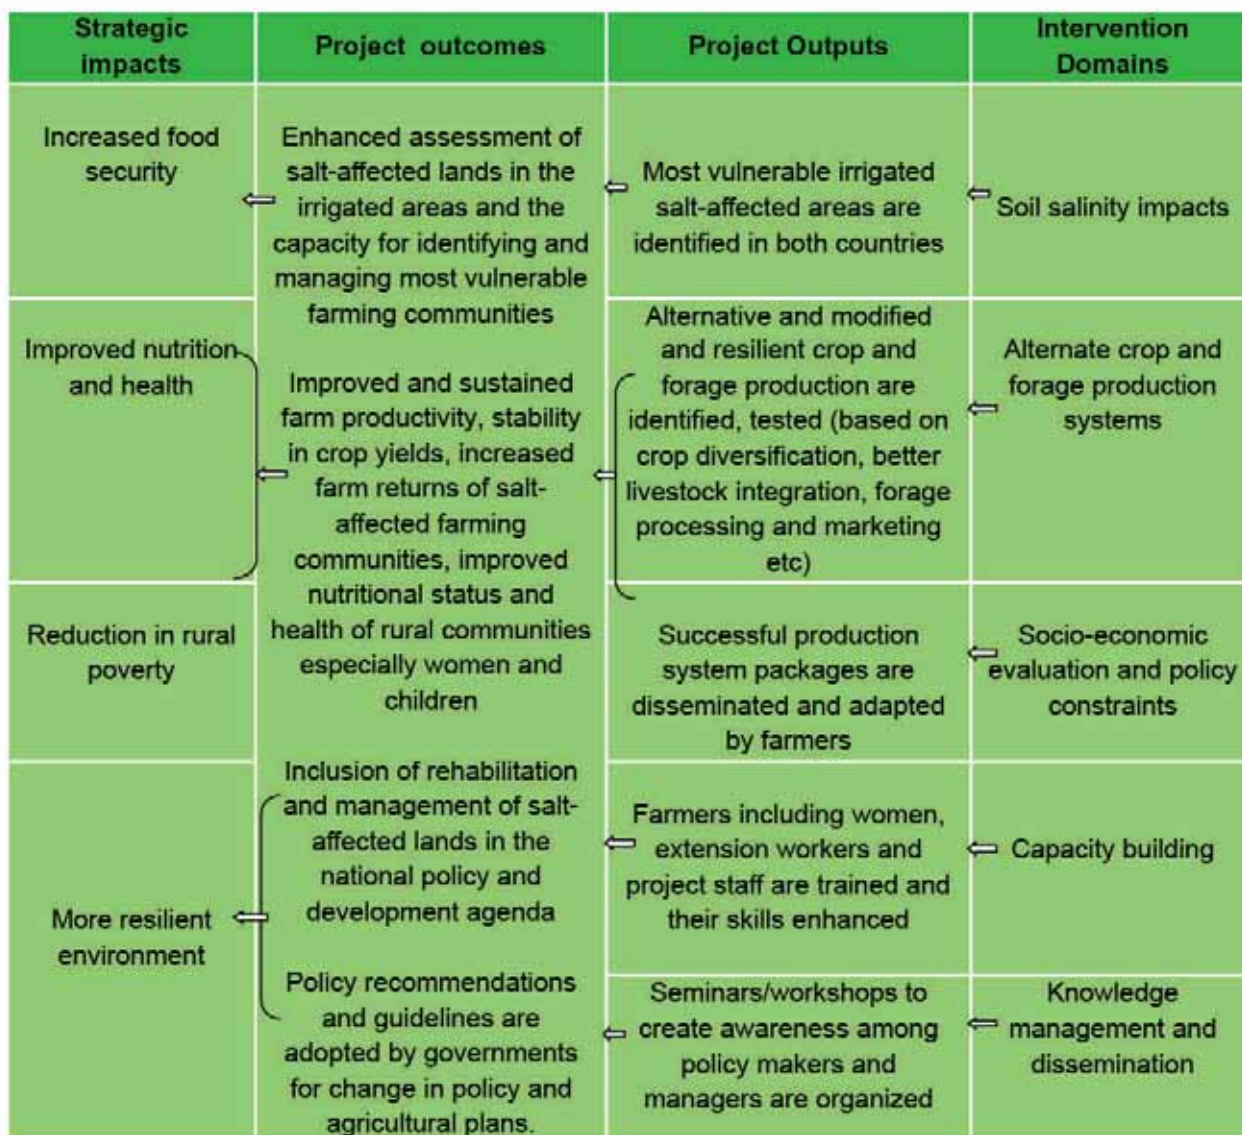 Strategic
impacts
Project outcomes
Project Outputs
Intervention
Domains
Increased food
security
Enhanced assessment of
salt-affected lands in the
irrigated areas and the
capacity for identifying and
managing most vulnerable
farming communities
Most vulnerable irrigated
salt-affected areas are
identified in both countries
Soil salinity impacts
Improved nutrition
and health
Improved and sustained
farm productivity, stability
in crop yields, increased
farm returns of salt-
affected farming
communities, improved
nutritional status and
health of rural communities
especially women and
children
Alternative and modified
and resilient crop and
forage production are
identified, tested (based on
crop diversification, better
livestock integration, forage
processing and marketing
etc)
Alternate crop and
forage production
systems
Reduction in rural
poverty
Successful production
system packages are
disseminated and adapted
by farmers
Socio-economic
evaluation and policy
constraints
More resilient
environment
Inclusion of rehabilitation
and management of salt-
affected lands in the
national policy and
development agenda
Farmers including women,
extension workers and
project staff are trained and
their skills enhanced
Capacity building
Policy recommendations
and guidelines are
adopted by governments
for change in policy and
agricultural plans.
Seminars/workshops to
create awareness among
policy makers and
managers are organized
Knowledge
management and
dissemination